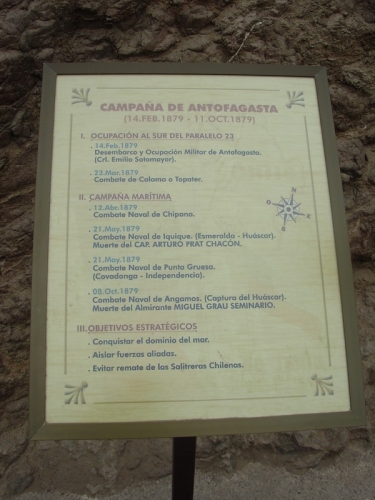 CAMPAÑA DE ANTOFAGASTA
(14.FEB.1879 - 11.OCT.1879)
I. OCUPACIÓN AL SUR DEL PARALELO 23
. 14.Feb.1879
Desembarco y Ocupación Militar de Antofagasta.
(Crl. Emilio Sotomayor).
. 23.Mar.1879
Combate de Calama o Topater.
II. CAMPAÑA MARÍTIMA
. 12.Abr.1879
Combate Naval de Chipana.
. 21.May.1879
Combate Naval de Iquique. (Esmeralda - Huáscar).
Muerte del CAP. ARTURO PRAT CHACÓN.
. 21.May.1879
Combate Naval de Punta Gruesa.
(Covadonga - Independencia).
. 08.Oct.1879
Combate Naval de Angamos. (Captura del Huáscar).
Muerte del Almirante MIGUEL GRAU SEMINARIO.
III.OBJETIVOS ESTRATÉGICOS
. Conquistar el dominio del mar.
. Aislar fuerzas aliadas.
. Evitar remate de las Salitreras Chilenas.